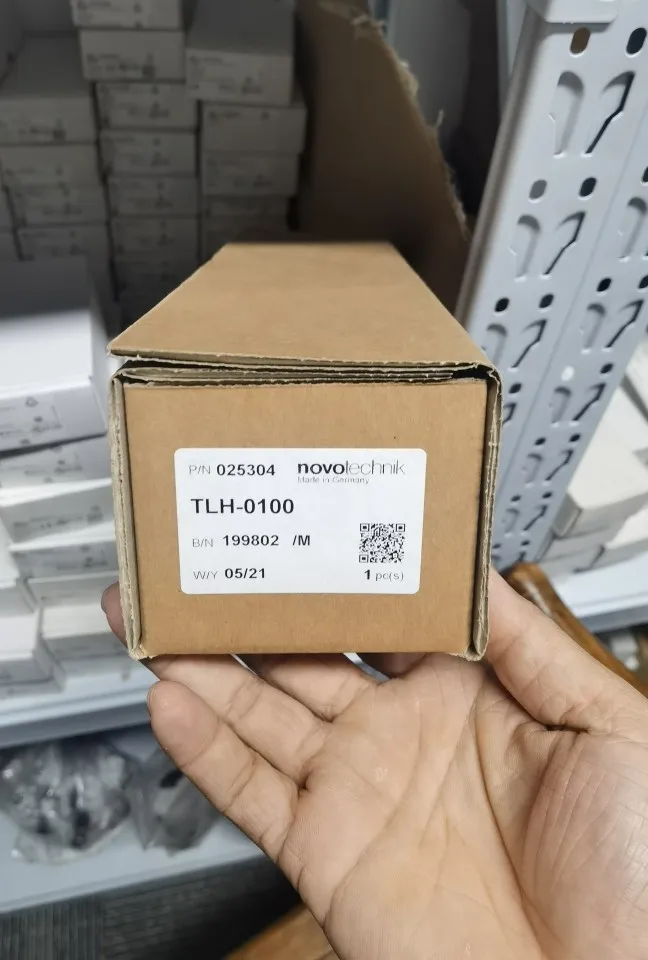 P/N 025304 novotechnik
Made in Germany
TLH-0100
B/N 199802 /M
W/Y 05/21
1 pc(s)